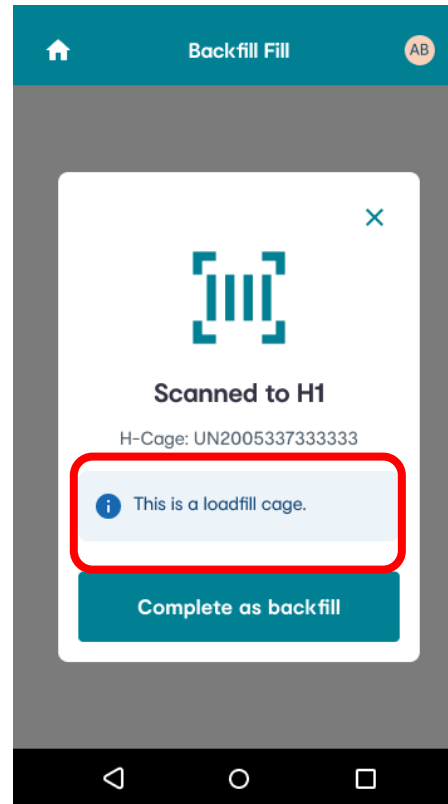 Backfill Fill
AB
Scanned to H1
H-Cage: UN2005337333333
This is a loadfill cage.
Complete as backfill